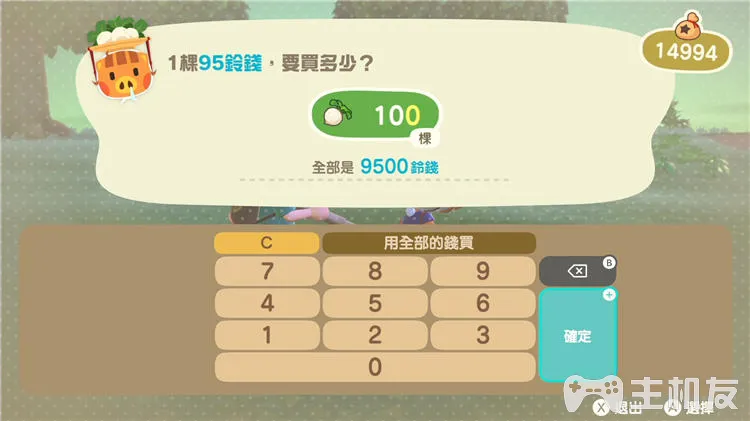 14994
1棵95鈴錢，要買多少？
100
棵
全部是 9500鈴錢
C 用全部的錢買
7 8 9 B
4 5 6 +
1 2 3 確定
0
X 退出 A 選擇
主机友